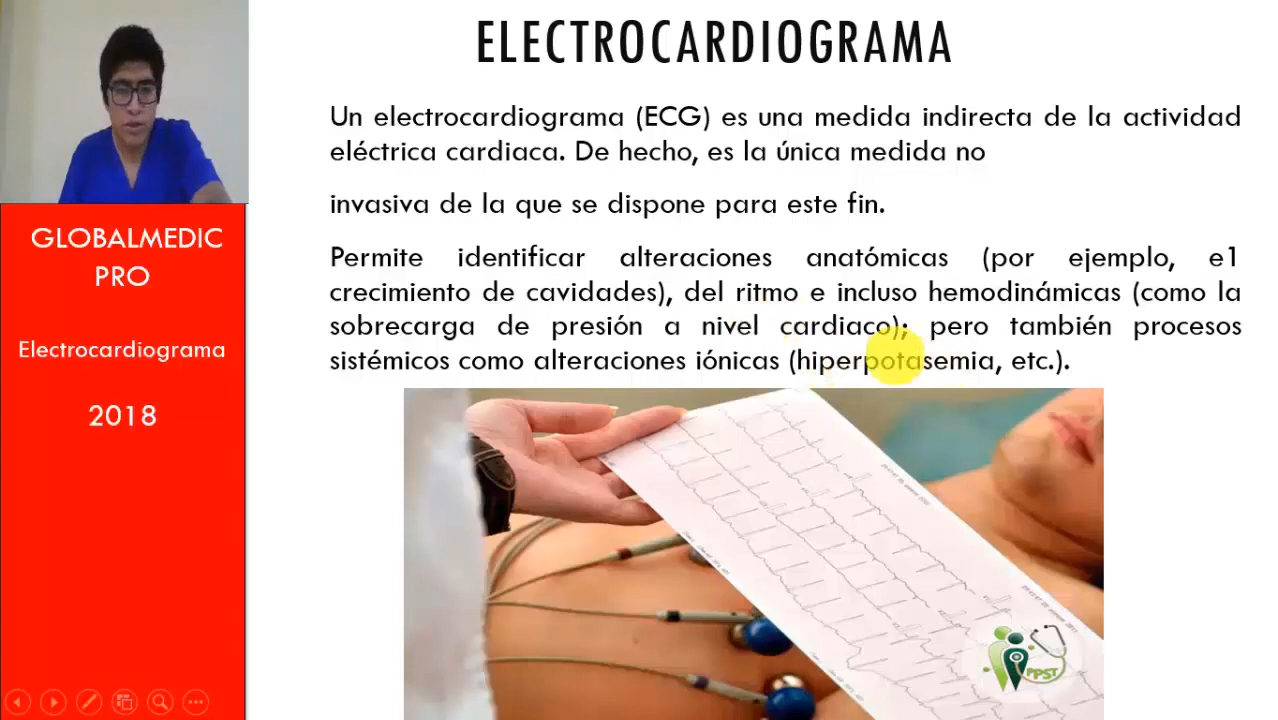 ELECTROCARDIOGRAMA
Un electrocardiograma (ECG) es una medida indirecta de la actividad
eléctrica cardiaca. De hecho, es la única medida no
invasiva de la que se dispone para este fin.
Permite identificar alteraciones anatómicas (por ejemplo, e1
crecimiento de cavidades), del ritmo e incluso hemodinámicas (como la
sobrecarga de presión a nivel cardiaco); pero también procesos
sistémicos como alteraciones iónicas (hiperpotasemia, etc.).
GLOBALMEDIC
PRO
Electrocardiograma
2018
PPST